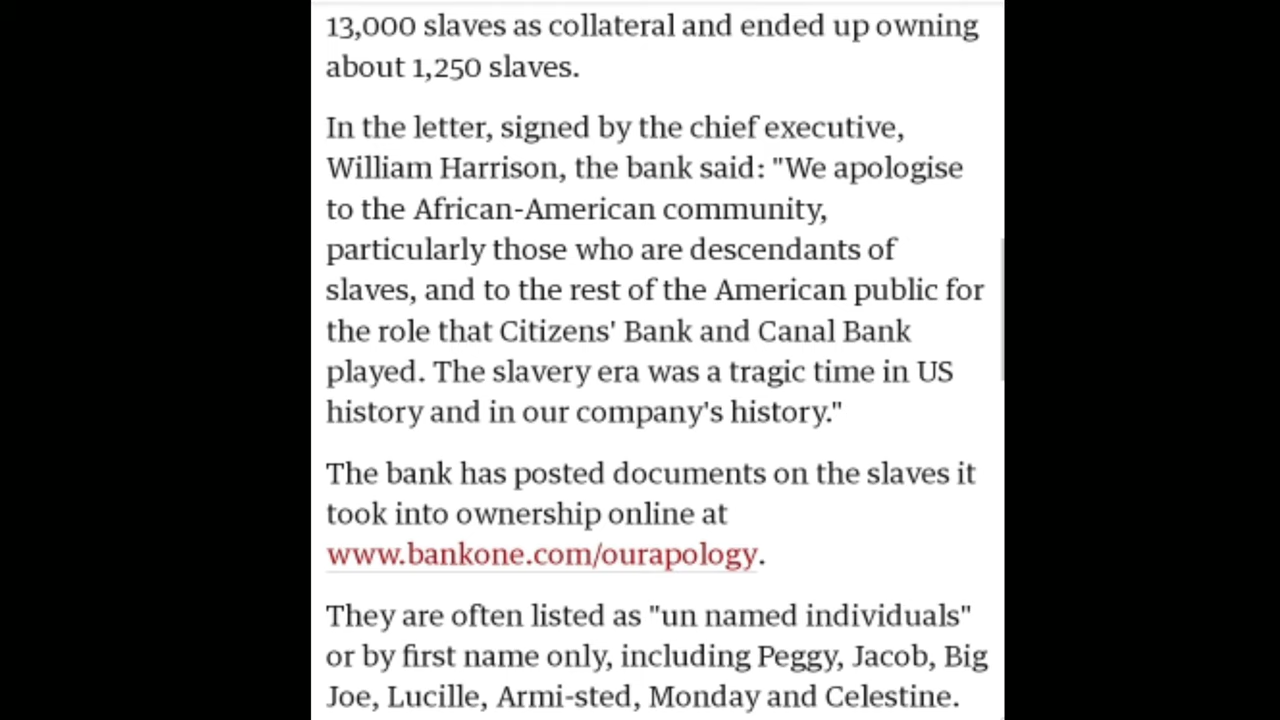 13,000 slaves as collateral and ended up owning
about 1,250 slaves.
In the letter, signed by the chief executive,
William Harrison, the bank said: "We apologise
to the African-American community,
particularly those who are descendants of
slaves, and to the rest of the American public for
the role that Citizens' Bank and Canal Bank
played. The slavery era was a tragic time in US
history and in our company's history."
The bank has posted documents on the slaves it
took into ownership online at
www.bankone.com/ourapology.
They are often listed as "un named individuals"
or by first name only, including Peggy, Jacob, Big
Joe, Lucille, Armi-sted, Monday and Celestine.